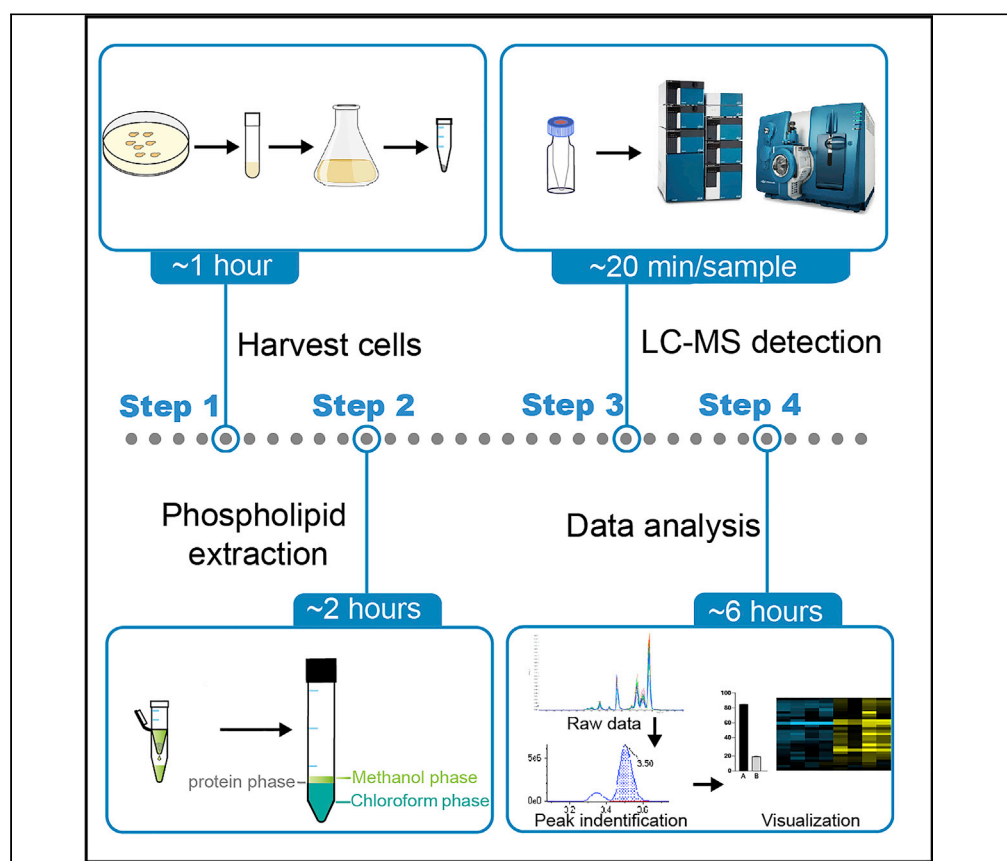 ~1 hour
~20 min/sample
Harvest cells
LC-MS detection
Step 1
Step 2
Step 3
Step 4
Phospholipid
extraction
Data analysis
~2 hours
~6 hours
protein phase
Methanol phase
Chloroform phase
Raw data
5e6
0e0
3.50
3.2
3.4
3.6
Peak indentification
100
80
60
40
20
0
A B
Visualization